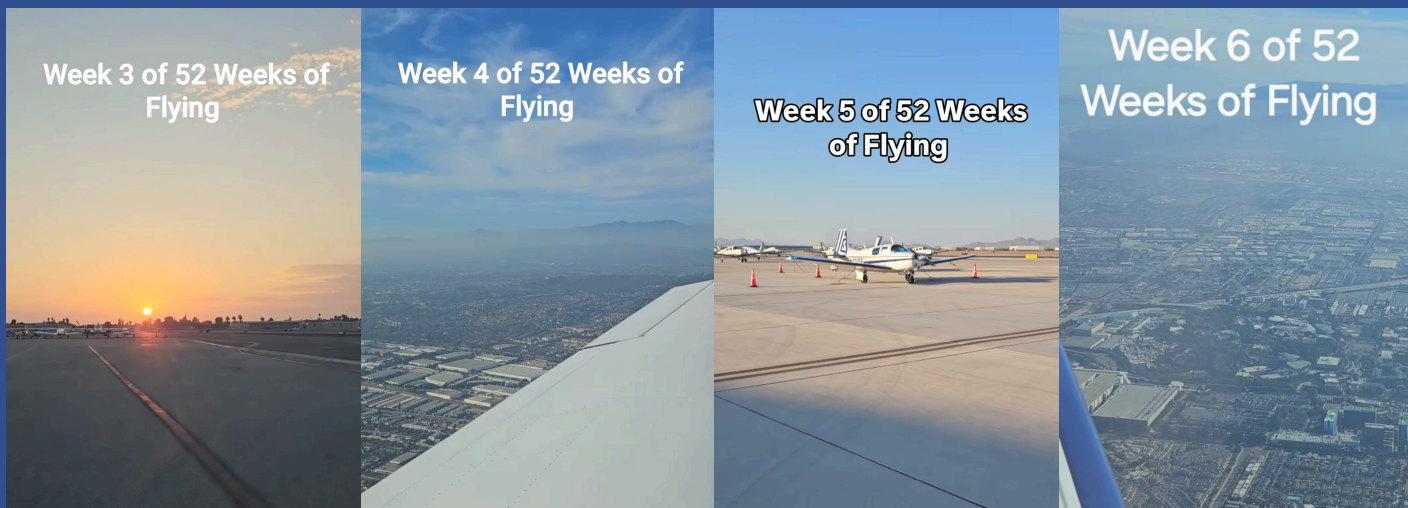 Week 3 of 52 Weeks of
Flying
Week 4 of 52 Weeks of
Flying
Week 5 of 52 Weeks
of Flying
Week 6 of 52
Weeks of Flying